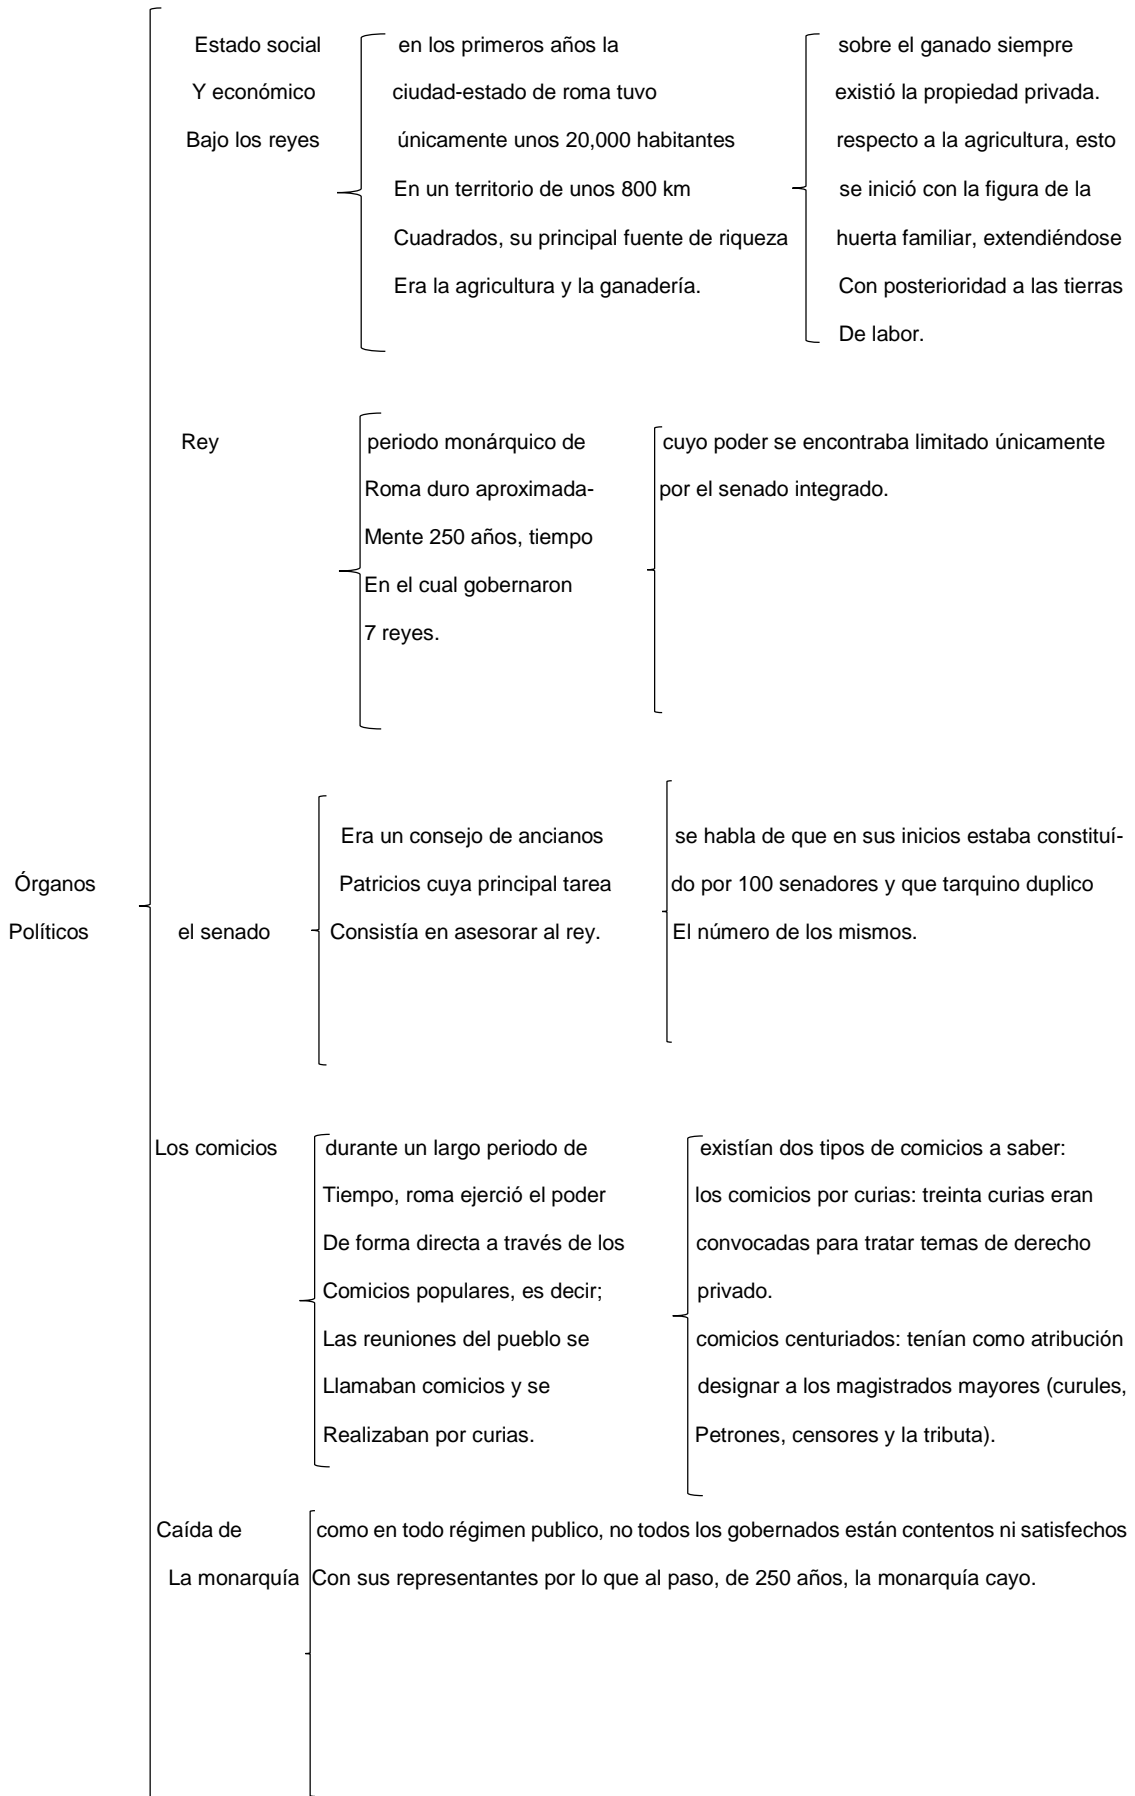 Estado social
Y económico
Bajo los reyes
en los primeros años la
ciudad-estado de roma tuvo
únicamente unos 20,000 habitantes
En un territorio de unos 800 km
Cuadrados, su principal fuente de riqueza
Era la agricultura y la ganadería.
sobre el ganado siempre
existió la propiedad privada.
respecto a la agricultura, esto
se inició con la figura de la
huerta familiar, extendiéndose
Con posterioridad a las tierras
De labor.
Rey
periodo monárquico de
Roma duro aproximada-
Mente 250 años, tiempo
En el cual gobernaron
7 reyes.
cuyo poder se encontraba limitado únicamente
por el senado integrado.
Órganos
Políticos
el senado
Era un consejo de ancianos
Patricios cuya principal tarea
Consistía en asesorar al rey.
se habla de que en sus inicios estaba constituí-
do por 100 senadores y que tarquino duplico
El número de los mismos.
Los comicios
durante un largo periodo de
Tiempo, roma ejerció el poder
De forma directa a través de los
Comicios populares, es decir;
Las reuniones del pueblo se
Llamaban comicios y se
Realizaban por curias.
existían dos tipos de comicios a saber:
los comicios por curias: treinta curias eran
convocadas para tratar temas de derecho
privado.
comicios centuriados: tenían como atribución
designar a los magistrados mayores (curules,
Petrones, censores y la tributa).
Caída de
La monarquía
como en todo régimen publico, no todos los gobernados están contentos ni satisfechos
Con sus representantes por lo que al paso, de 250 años, la monarquía cayo.